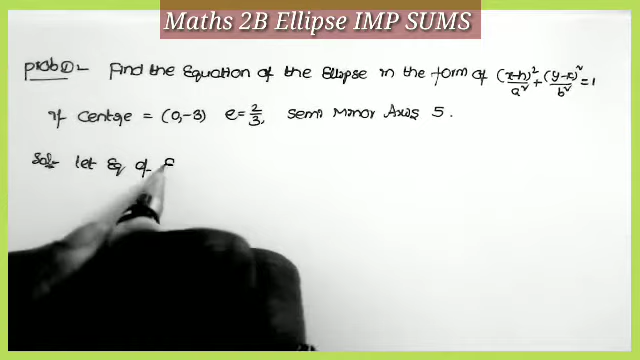 Maths 2B Ellipse IMP SUMS
prob①:- Find the Equation of the Ellipse in the form of (x-h)²/a² + (y-k)²/b² = 1
if Centre = (0,-3) e = 2/3, semi Minor Axis 5.
Sol:- let Eq of